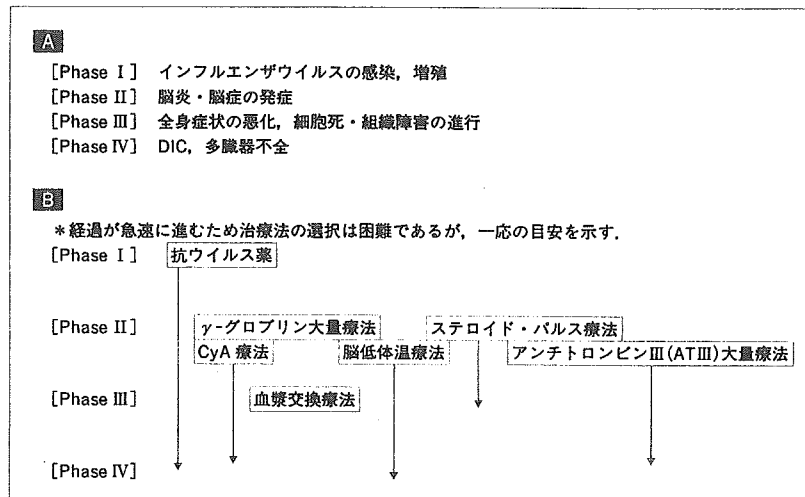 A
[Phase Ⅰ] インフルエンザウイルスの感染，増殖
[Phase Ⅱ] 脳炎・脳症の発症
[Phase Ⅲ] 全身症状の悪化，細胞死・組織障害の進行
[Phase Ⅳ] DIC，多臓器不全
B
＊経過が急速に進むため治療法の選択は困難であるが，一応の目安を示す．
[Phase Ⅰ] 抗ウイルス薬
[Phase Ⅱ] γ-グロブリン大量療法 ステロイド・パルス療法
CyA 療法 脳低体温療法 アンチトロンビンⅢ(ATⅢ)大量療法
[Phase Ⅲ] 血漿交換療法
[Phase Ⅳ]